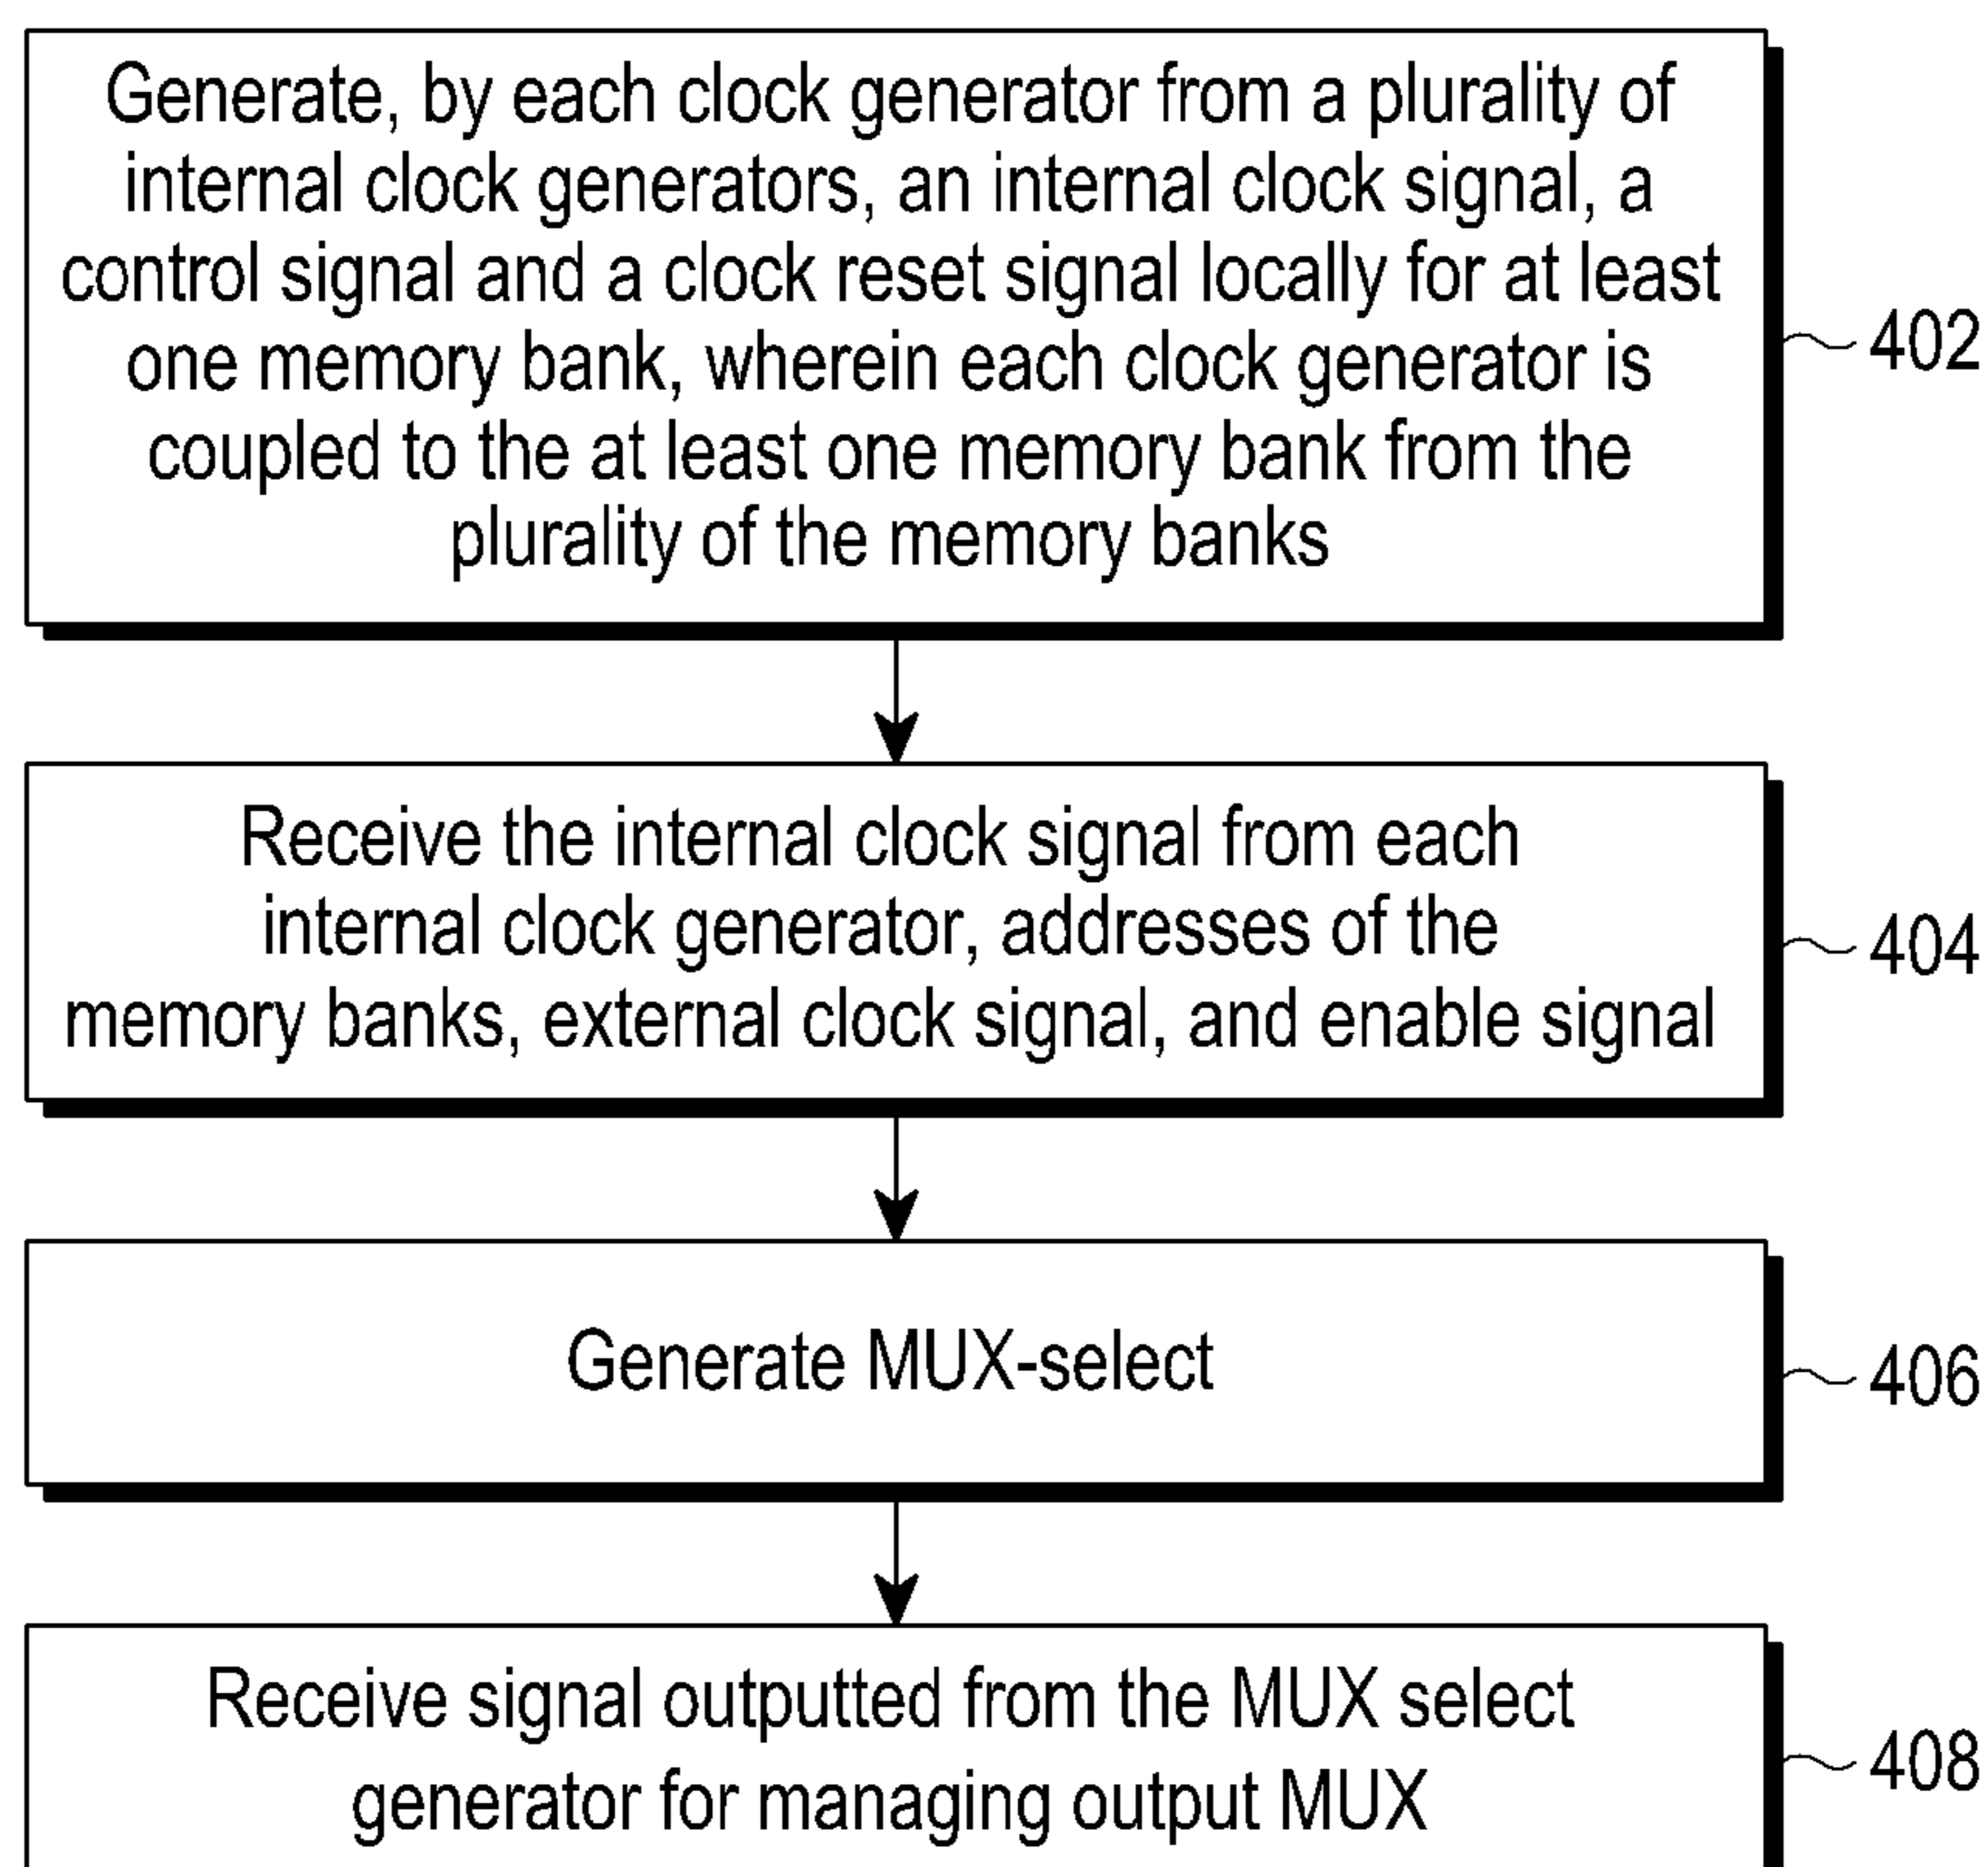 Generate, by each clock generator from a plurality of
internal clock generators, an internal clock signal, a
control signal and a clock reset signal locally for at least
one memory bank, wherein each clock generator is
coupled to the at least one memory bank from the
plurality of the memory banks
402
Receive the internal clock signal from each
internal clock generator, addresses of the
memory banks, external clock signal, and enable signal
404
Generate MUX-select
406
Receive signal outputted from the MUX select
generator for managing output MUX
408